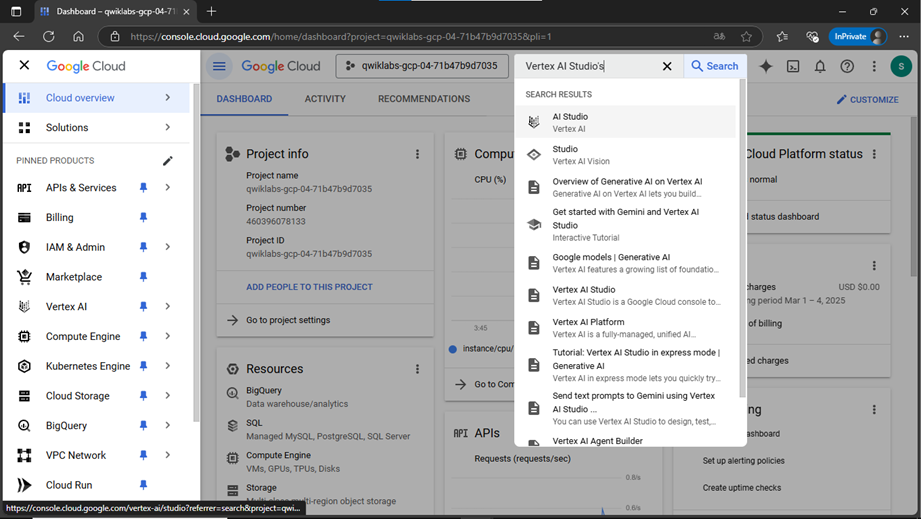 Dashboard – qwiklabs-gcp-04-71
https://console.cloud.google.com/home/dashboard?project=qwiklabs-gcp-04-71b47b9d7035&pli=1
InPrivate
Google Cloud
Cloud overview
Solutions
PINNED PRODUCTS
API APIs & Services
Billing
IAM & Admin
Marketplace
Vertex AI
Compute Engine
Kubernetes Engine
Cloud Storage
BigQuery
VPC Network
Cloud Run
https://console.cloud.google.com/vertex-ai/studio?referrer=search&project=qwi...
Google Cloud
qwiklabs-gcp-04-71b47b9d7035
Vertex AI Studio's
Search
S
DASHBOARD
ACTIVITY
RECOMMENDATIONS
CUSTOMIZE
Project info
Project name
qwiklabs-gcp-04-71b47b9d7035
Project number
460396078133
Project ID
qwiklabs-gcp-04-71b47b9d7035
ADD PEOPLE TO THIS PROJECT
Go to project settings
Resources
BigQuery
Data warehouse/analytics
SQL
Managed MySQL, PostgreSQL, SQL Server
Compute Engine
VMs, GPUs, TPUs, Disks
Storage
Multi-class multi-region object storage
CPU (%)
3:45
instance/cpu/
Go to Com
API APIs
Requests (requests/sec)
0.8/s
0.6/s
SEARCH RESULTS
AI Studio
Vertex AI
Studio
Vertex AI Vision
Overview of Generative AI on Vertex AI
Generative AI on Vertex AI lets you build...
Get started with Gemini and Vertex AI
Studio
Interactive Tutorial
Google models | Generative AI
Vertex AI features a growing list of foundatio...
Vertex AI Studio
Vertex AI Studio is a Google Cloud console to...
Vertex AI Platform
Vertex AI is a fully-managed, unified AI...
Tutorial: Vertex AI Studio in express mode |
Generative AI
Vertex AI in express mode lets you quickly try...
Send text prompts to Gemini using Vertex
AI Studio ...
You can use Vertex AI Studio to design, test,...
Vertex AI Agent Builder
Cloud Platform status
normal
status dashboard
charges
USD $0.00
ing period Mar 1 – 4, 2025
of billing
ed charges
ing
ashboard
Set up alerting policies
Create uptime checks